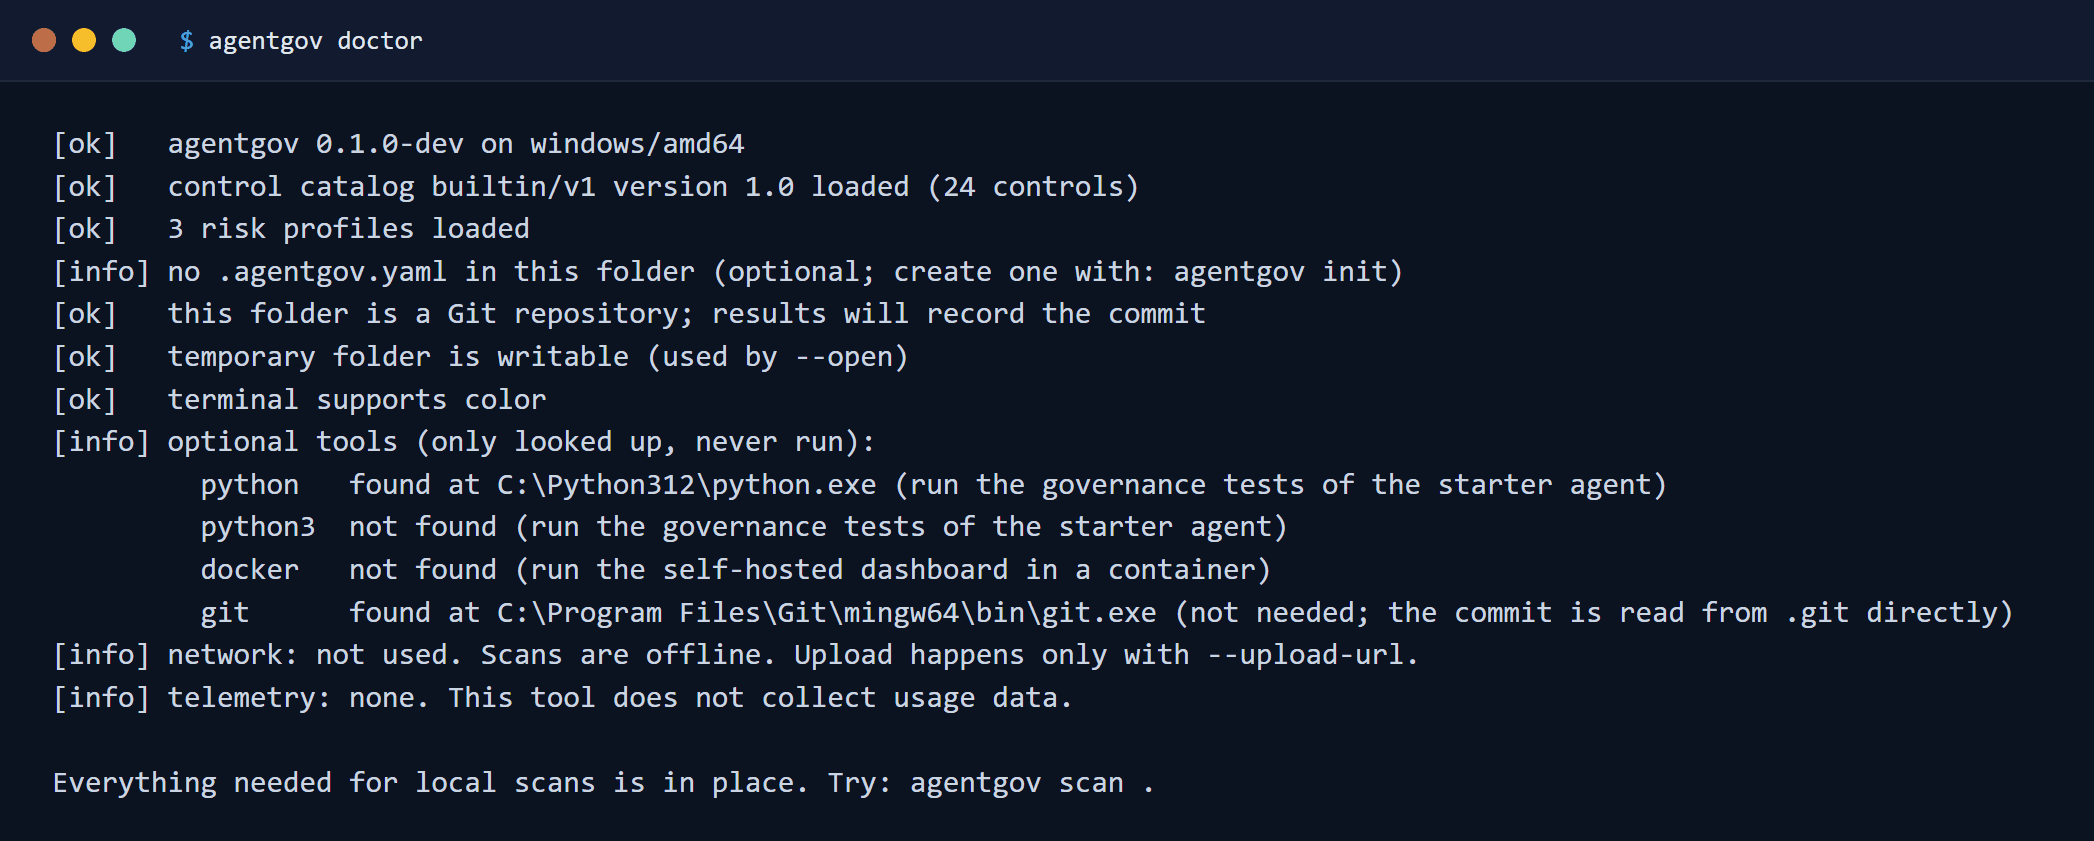 $ agentgov doctor
[ok]   agentgov 0.1.0-dev on windows/amd64
[ok]   control catalog builtin/v1 version 1.0 loaded (24 controls)
[ok]   3 risk profiles loaded
[info] no .agentgov.yaml in this folder (optional; create one with: agentgov init)
[ok]   this folder is a Git repository; results will record the commit
[ok]   temporary folder is writable (used by --open)
[ok]   terminal supports color
[info] optional tools (only looked up, never run):
         python   found at C:\Python312\python.exe (run the governance tests of the starter agent)
         python3  not found (run the governance tests of the starter agent)
         docker   not found (run the self-hosted dashboard in a container)
         git      found at C:\Program Files\Git\mingw64\bin\git.exe (not needed; the commit is read from .git directly)
[info] network: not used. Scans are offline. Upload happens only with --upload-url.
[info] telemetry: none. This tool does not collect usage data.
Everything needed for local scans is in place. Try: agentgov scan .